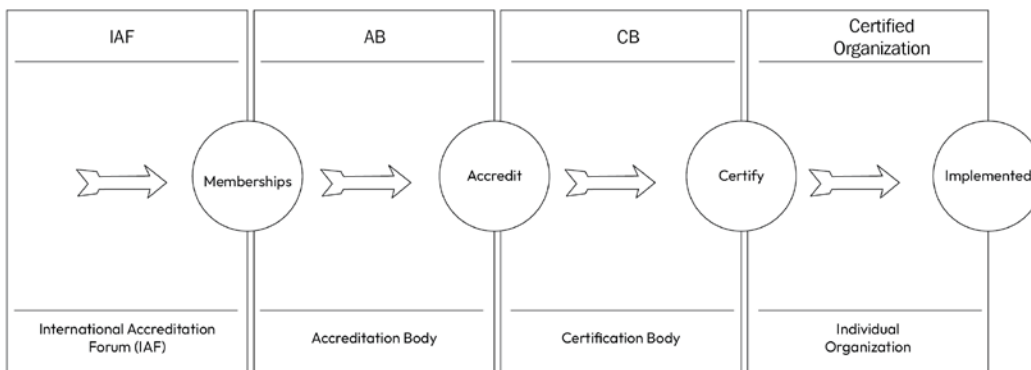 IAF
AB
CB
Certified
Organization
Memberships
Accredit
Certify
Implemented
International Accreditation
Forum (IAF)
Accreditation Body
Certification Body
Individual
Organization